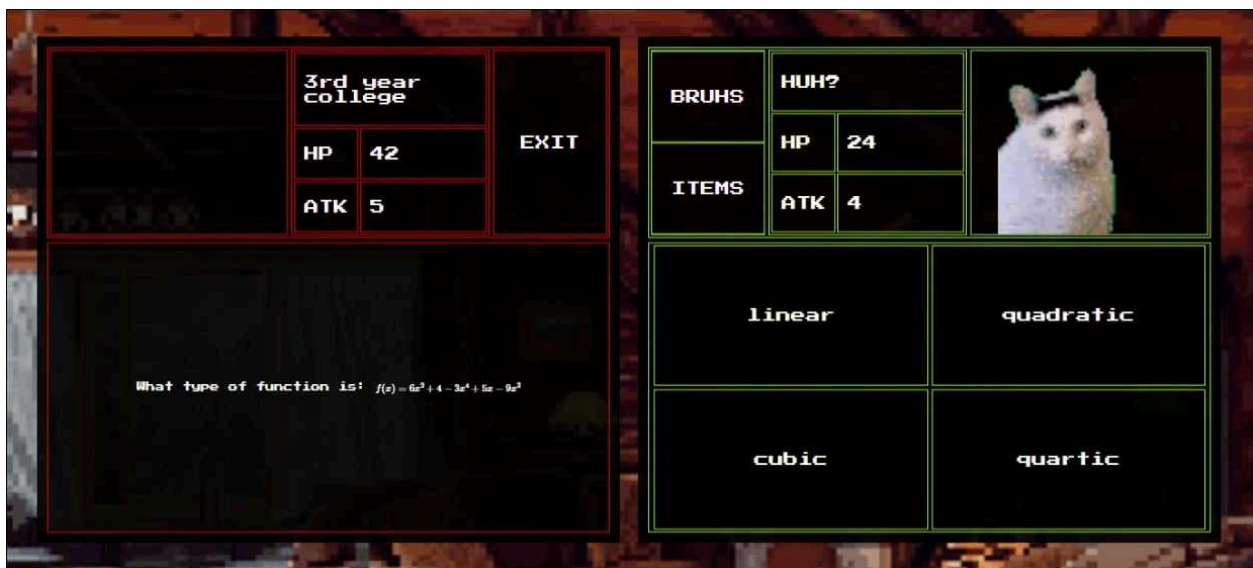 3rd year
college
HP 42
ATK 5
EXIT
What type of function is: f(x) = 6x³ + 4 − 3x⁴ + 5x − 9x²
BRUHS
ITEMS
HUH?
HP 24
ATK 4
linear
quadratic
cubic
quartic